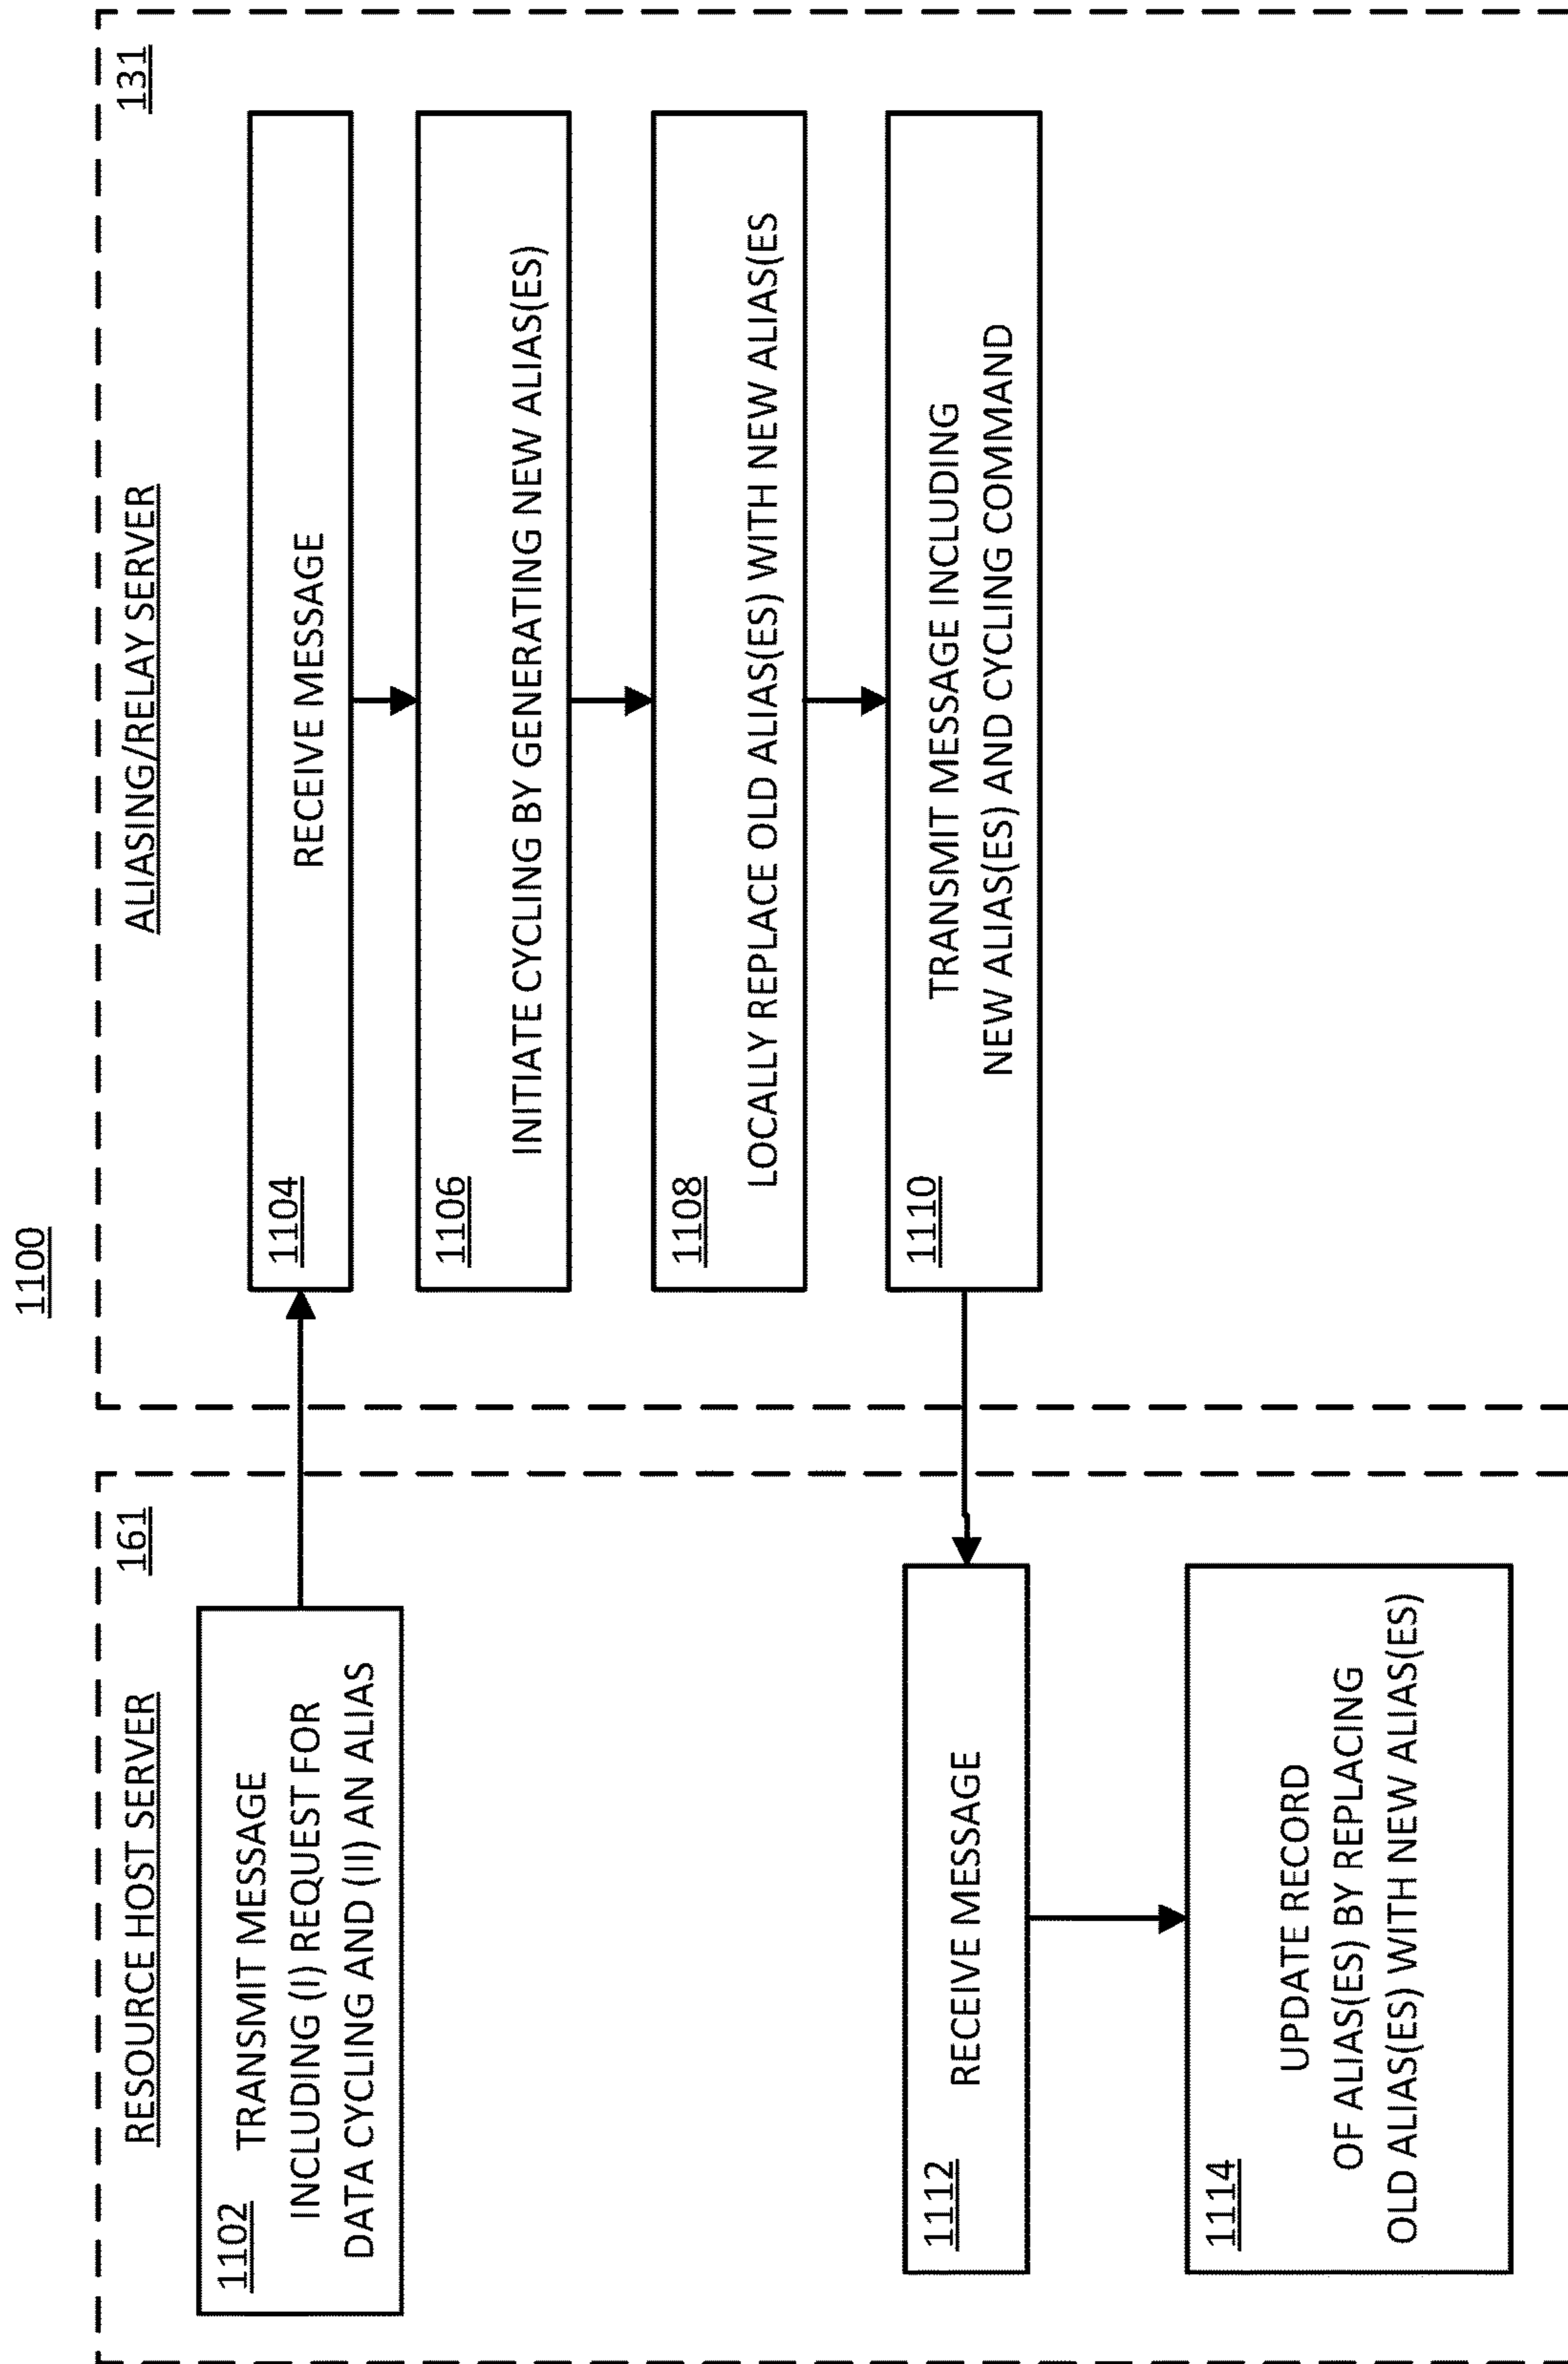 1100
RESOURCE HOST SERVER
161
1102
TRANSMIT MESSAGE
INCLUDING (I) REQUEST FOR
DATA CYCLING AND (II) AN ALIAS
ALIASING/RELAY SERVER
131
1104
RECEIVE MESSAGE
1106
INITIATE CYCLING BY GENERATING NEW ALIAS(ES)
1108
LOCALLY REPLACE OLD ALIAS(ES) WITH NEW ALIAS(ES
1110
TRANSMIT MESSAGE INCLUDING
NEW ALIAS(ES) AND CYCLING COMMAND
1112
RECEIVE MESSAGE
1114
UPDATE RECORD
OF ALIAS(ES) BY REPLACING
OLD ALIAS(ES) WITH NEW ALIAS(ES)